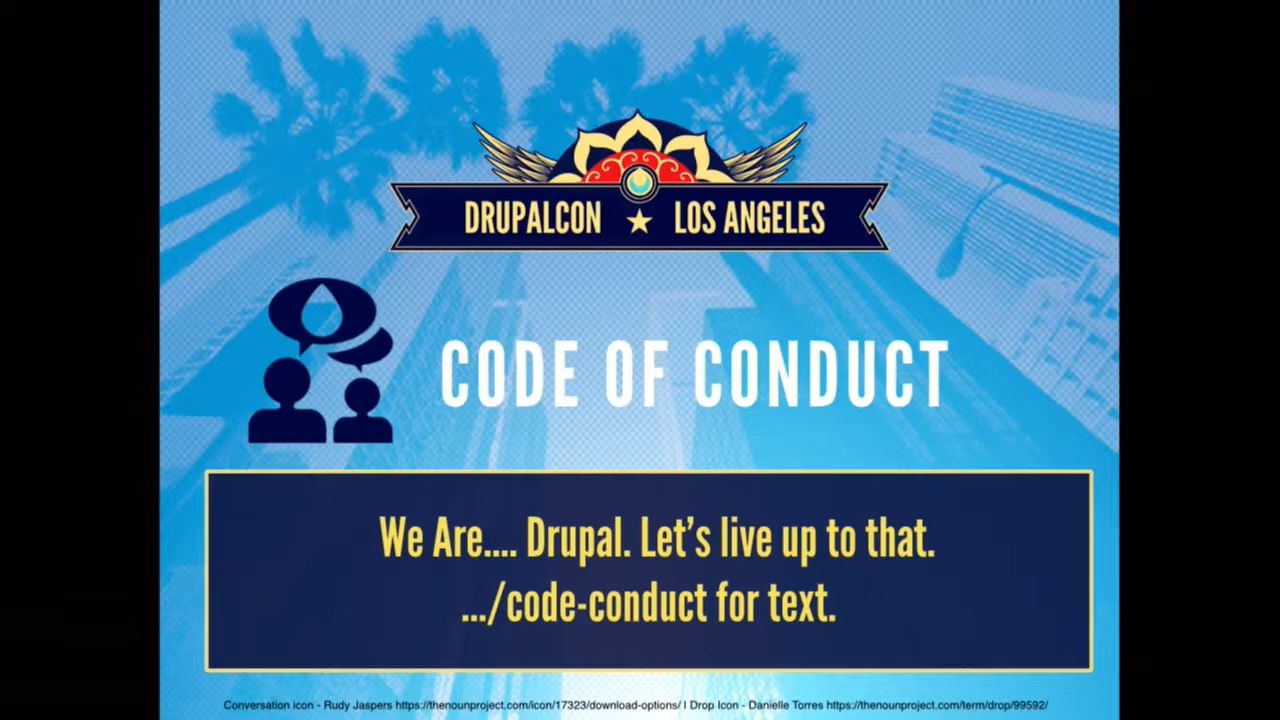 DRUPALCON ★ LOS ANGELES
CODE OF CONDUCT
We Are.... Drupal. Let's live up to that.
.../code-conduct for text.
Conversation icon - Rudy Jaspers https://thenounproject.com/icon/17323/download-options/ I Drop Icon - Danielle Torres https://thenounproject.com/term/drop/99592/